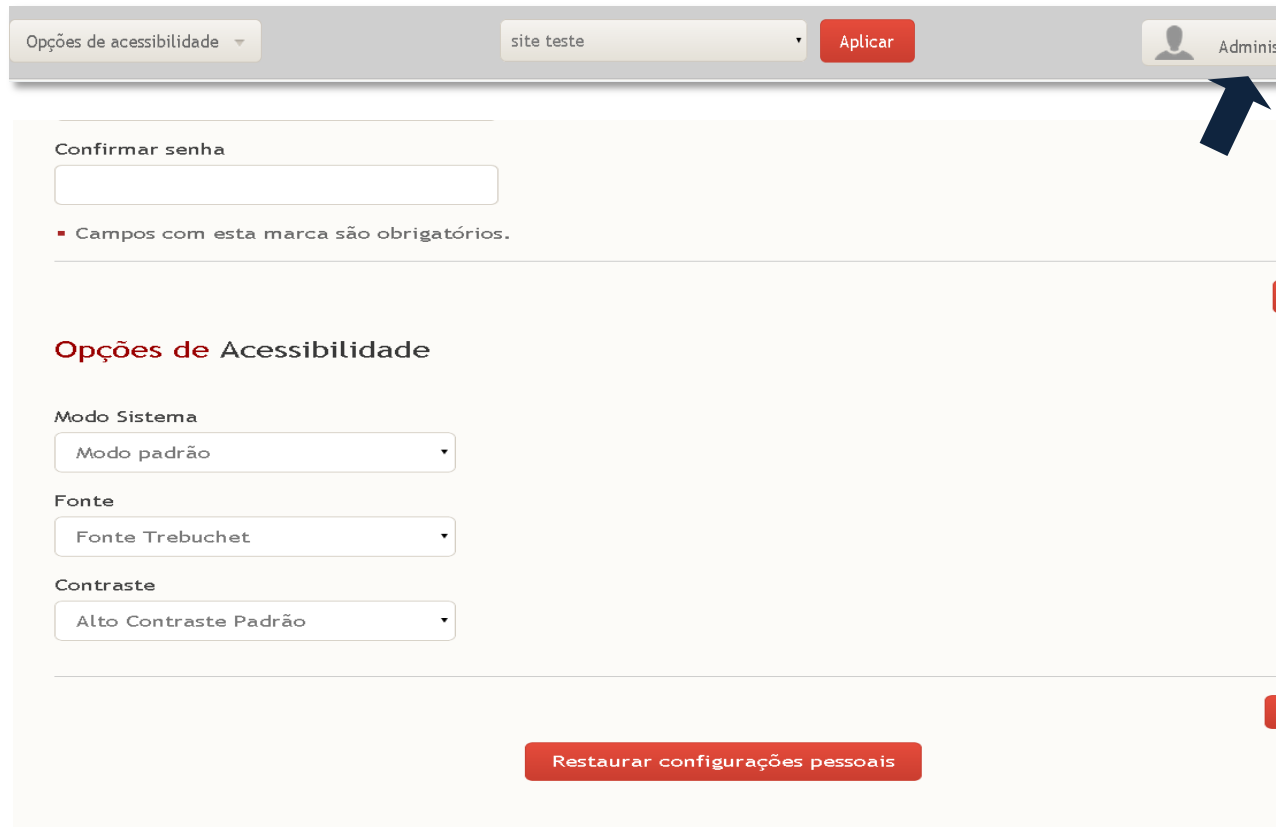 Opções de acessibilidade
site teste
Aplicar
Confirmar senha
Campos com esta marca são obrigatórios.
Opções de Acessibilidade
Modo Sistema
Modo padrão
Fonte
Fonte Trebuchet
Contraste
Alto Contraste Padrão
Restaurar configurações pessoais